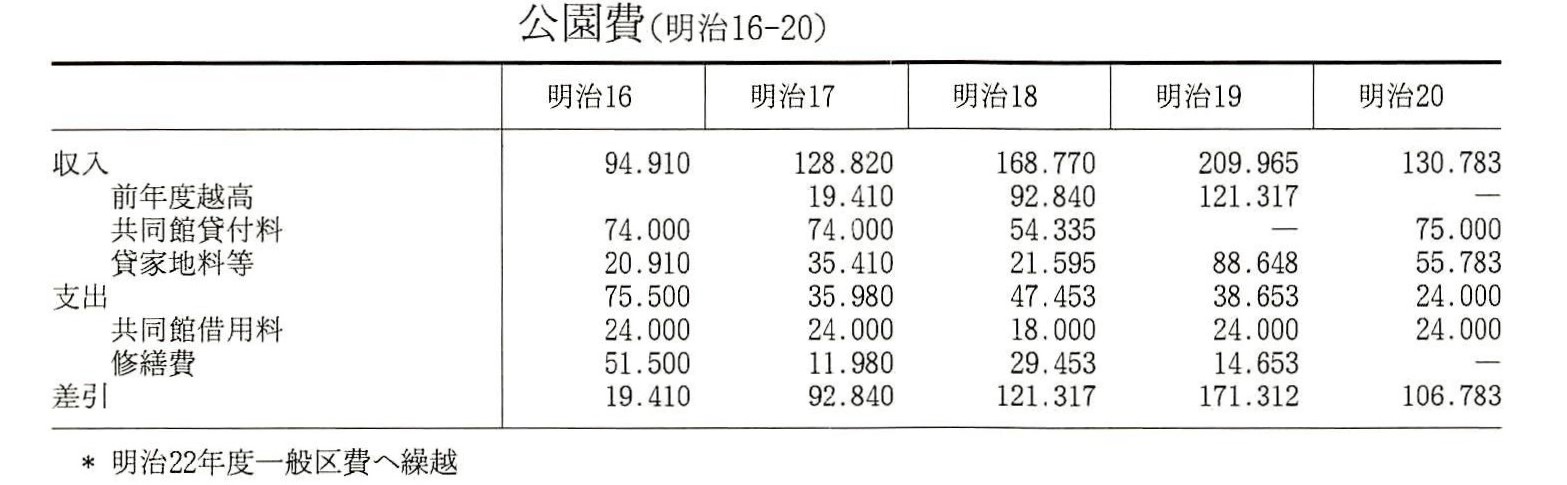 公園費(明治16-20)
明治16 明治17 明治18 明治19 明治20
収入 94.910 128.820 168.770 209.965 130.783
前年度越高 19.410 92.840 121.317 —
共同館貸付料 74.000 74.000 54.335 — 75.000
貸家地料等 20.910 35.410 21.595 88.648 55.783
支出 75.500 35.980 47.453 38.653 24.000
共同館借用料 24.000 24.000 18.000 24.000 24.000
修繕費 51.500 11.980 29.453 14.653 —
差引 19.410 92.840 121.317 171.312 106.783
* 明治22年度一般区費へ繰越